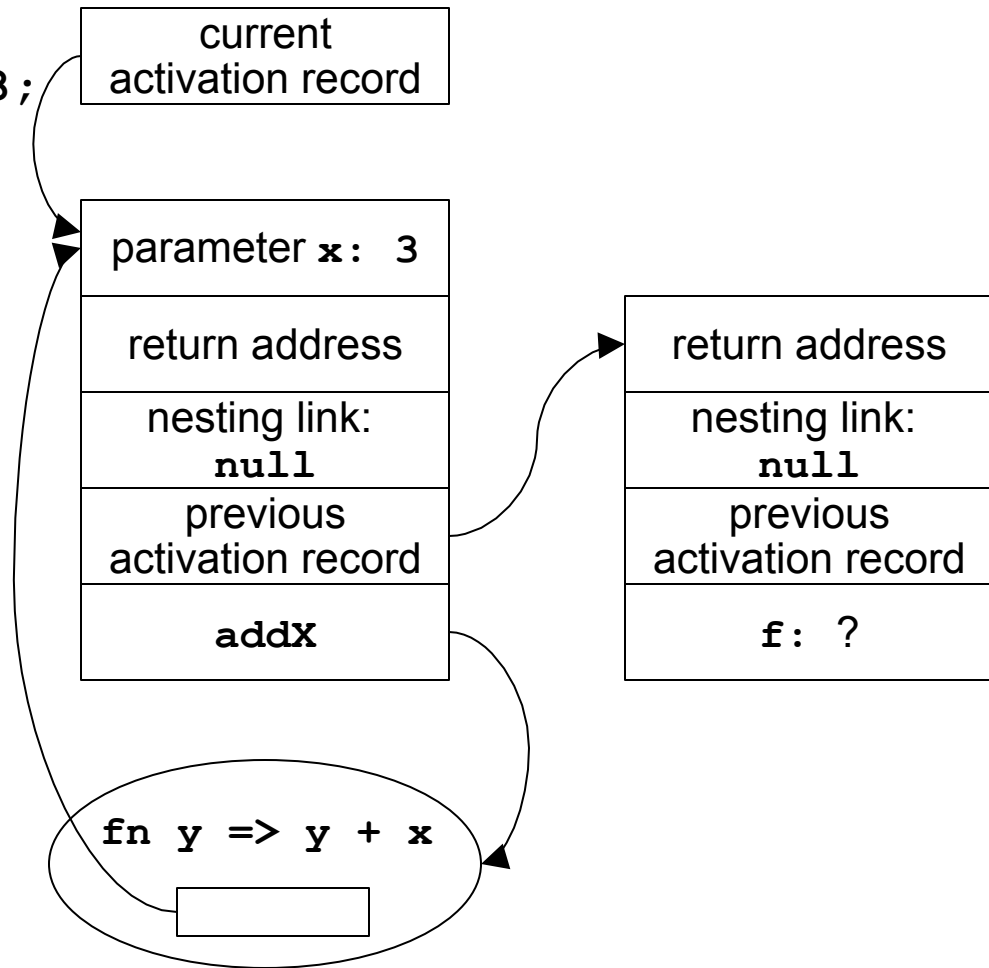 current
activation record
3;
parameter x: 3
return address
nesting link:
null
previous
activation record
addX
return address
nesting link:
null
previous
activation record
f: ?
fn y => y + x